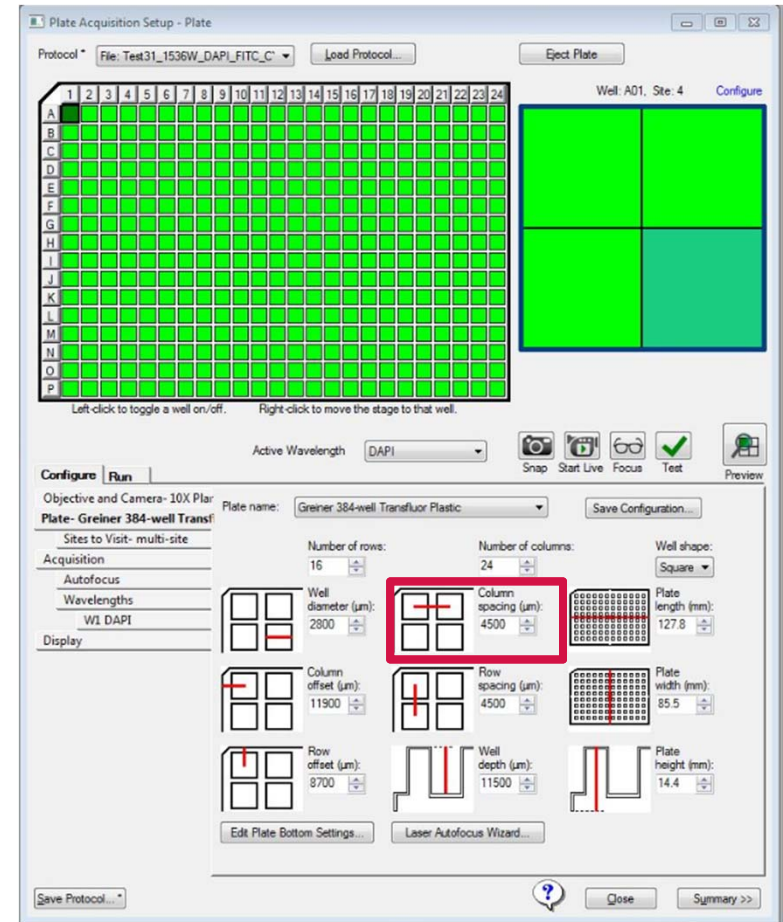 Plate Acquisition Setup - Plate
Protocol * File: Test31_1536W_DAPI_FITC_C* Load Protocol... Eject Plate
Well: A01, Site: 4 Configure
1 2 3 4 5 6 7 8 9 10 11 12 13 14 15 16 17 18 19 20 21 22 23 24
A
B
C
D
E
F
G
H
I
J
K
L
M
N
O
P
Left-click to toggle a well on/off. Right-click to move the stage to that well.
Active Wavelength DAPI
Snap Start Live Focus Test Preview
Configure Run
Objective and Camera- 10X Plan
Plate- Greiner 384-well Transfl
Sites to Visit- multi-site
Acquisition
Autofocus
Wavelengths
W1 DAPI
Display
Plate name: Greiner 384-well Transfluor Plastic Save Configuration...
Number of rows: Number of columns: Well shape:
16 24 Square
Well diameter (µm): 2800
Column spacing (µm): 4500
Plate length (mm): 127.8
Column offset (µm): 11900
Row spacing (µm): 4500
Plate width (mm): 85.5
Row offset (µm): 8700
Well depth (µm): 11500
Plate height (mm): 14.4
Edit Plate Bottom Settings... Laser Autofocus Wizard...
Save Protocol...* ? Close Summary >>